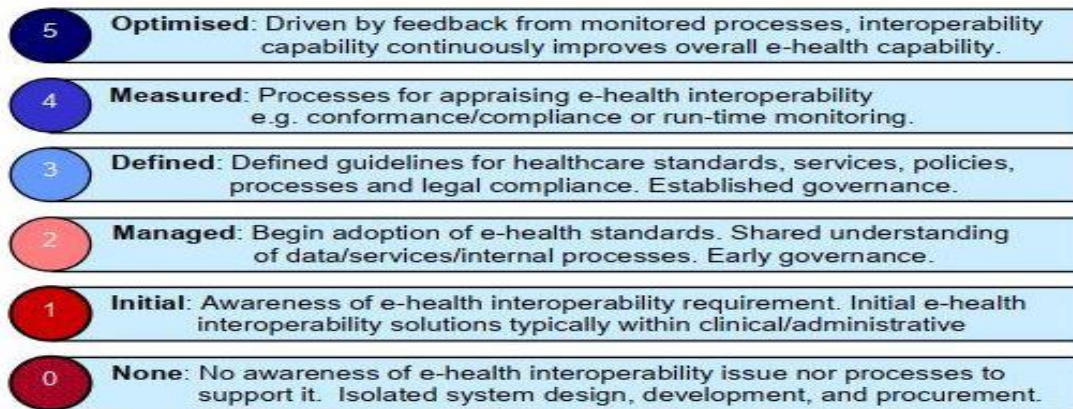 5 Optimised: Driven by feedback from monitored processes, interoperability
capability continuously improves overall e-health capability.
4 Measured: Processes for appraising e-health interoperability
e.g. conformance/compliance or run-time monitoring.
3 Defined: Defined guidelines for healthcare standards, services, policies,
processes and legal compliance. Established governance.
2 Managed: Begin adoption of e-health standards. Shared understanding
of data/services/internal processes. Early governance.
1 Initial: Awareness of e-health interoperability requirement. Initial e-health
interoperability solutions typically within clinical/administrative
0 None: No awareness of e-health interoperability issue nor processes to
support it. Isolated system design, development, and procurement.